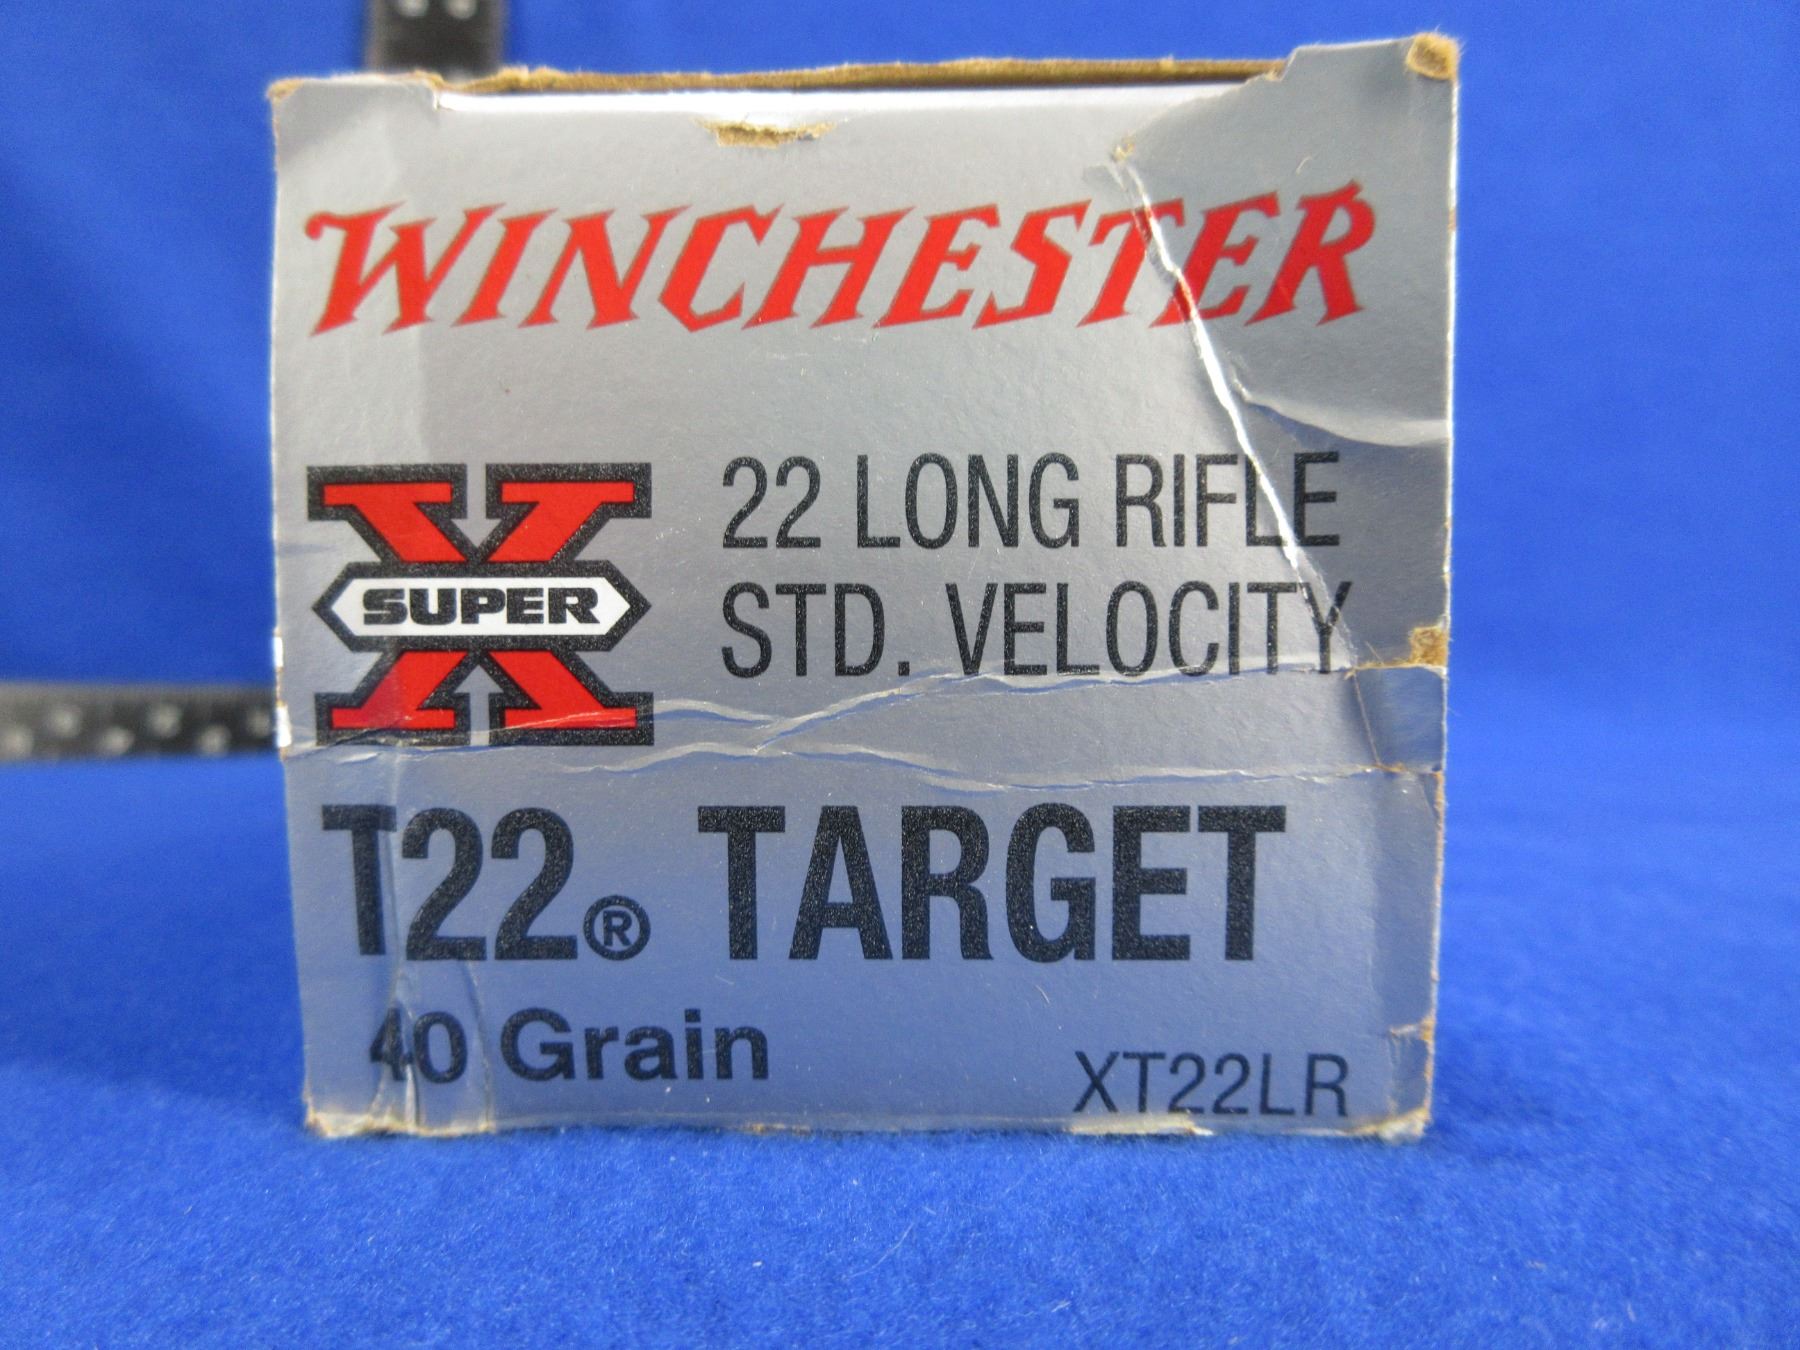 WINCHESTER
SUPER X
22 LONG RIFLE
STD. VELOCITY
T22® TARGET
40 Grain
XT22LR